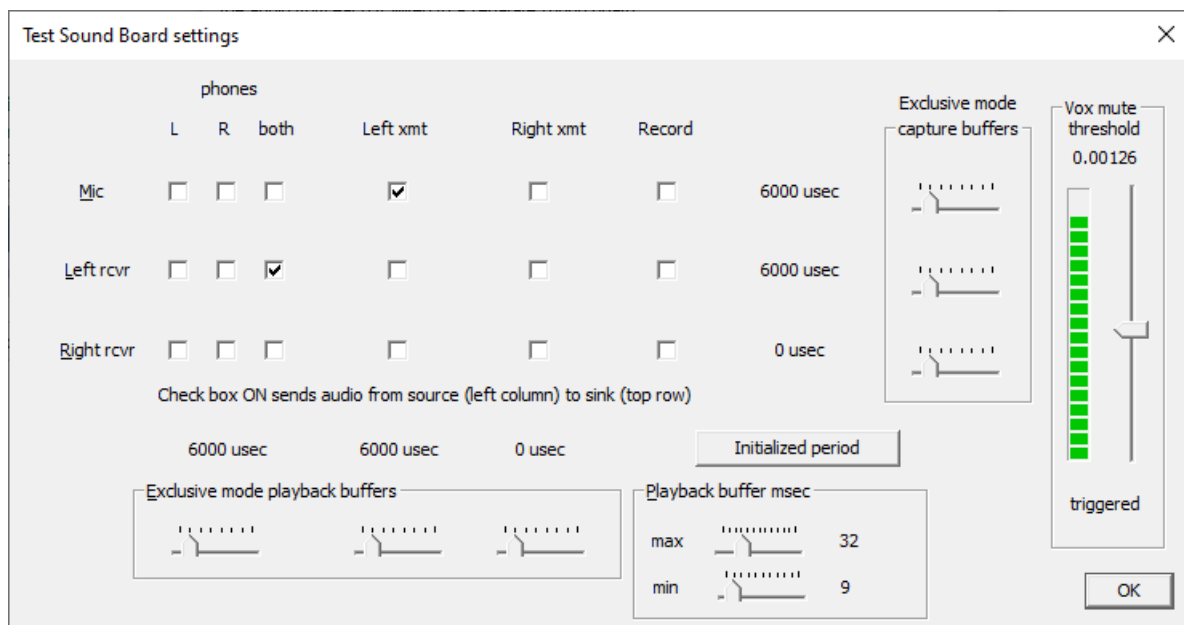 Test Sound Board settings
phones
L R both Left xmt Right xmt Record
Exclusive mode
capture buffers
Vox mute
threshold
0.00126
Mic 6000 usec
Left rcvr 6000 usec
Right rcvr 0 usec
Check box ON sends audio from source (left column) to sink (top row)
6000 usec 6000 usec 0 usec
Initialized period
Exclusive mode playback buffers
Playback buffer msec
max 32
min 9
triggered
OK